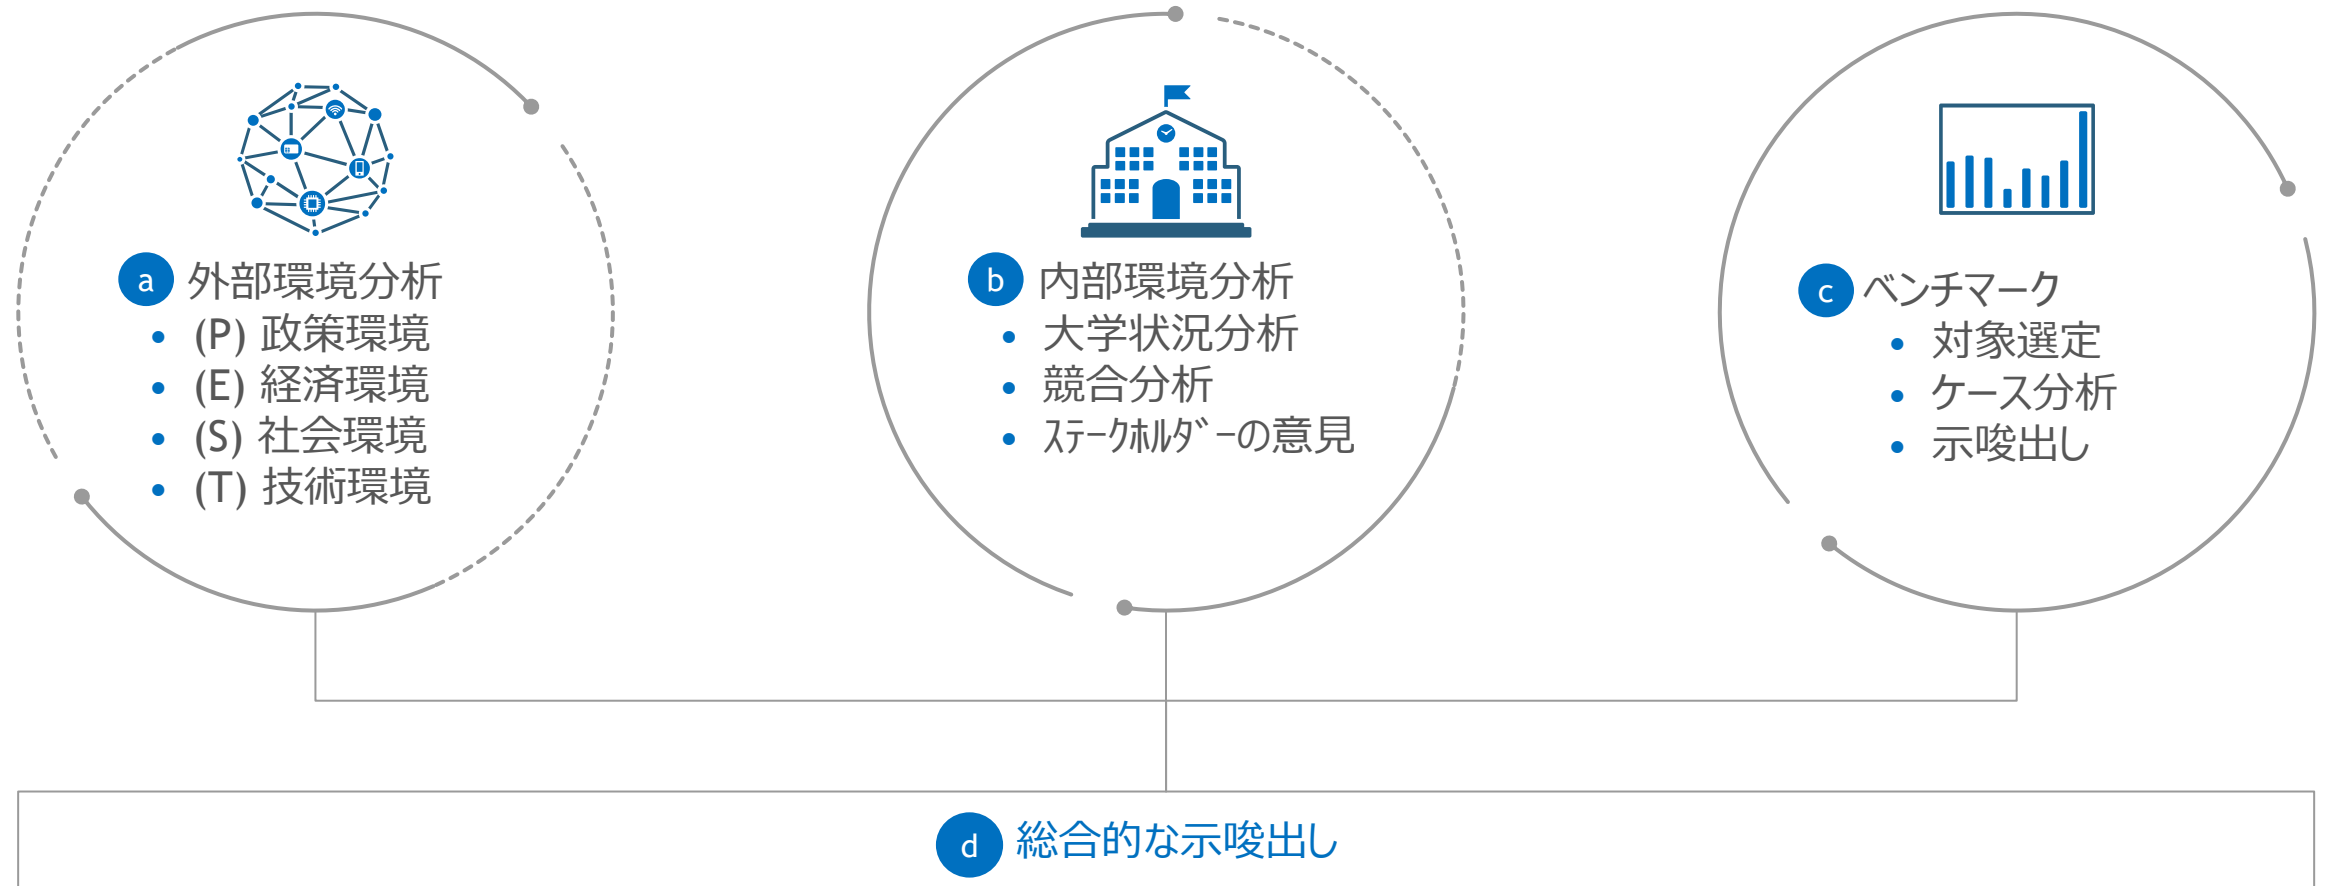 a 外部環境分析
• (P) 政策環境
• (E) 経済環境
• (S) 社会環境
• (T) 技術環境
b 内部環境分析
• 大学状況分析
• 競合分析
• ｽﾃｰｸﾎﾙﾀﾞｰの意見
c ベンチマーク
• 対象選定
• ケース分析
• 示唆出し
d 総合的な示唆出し